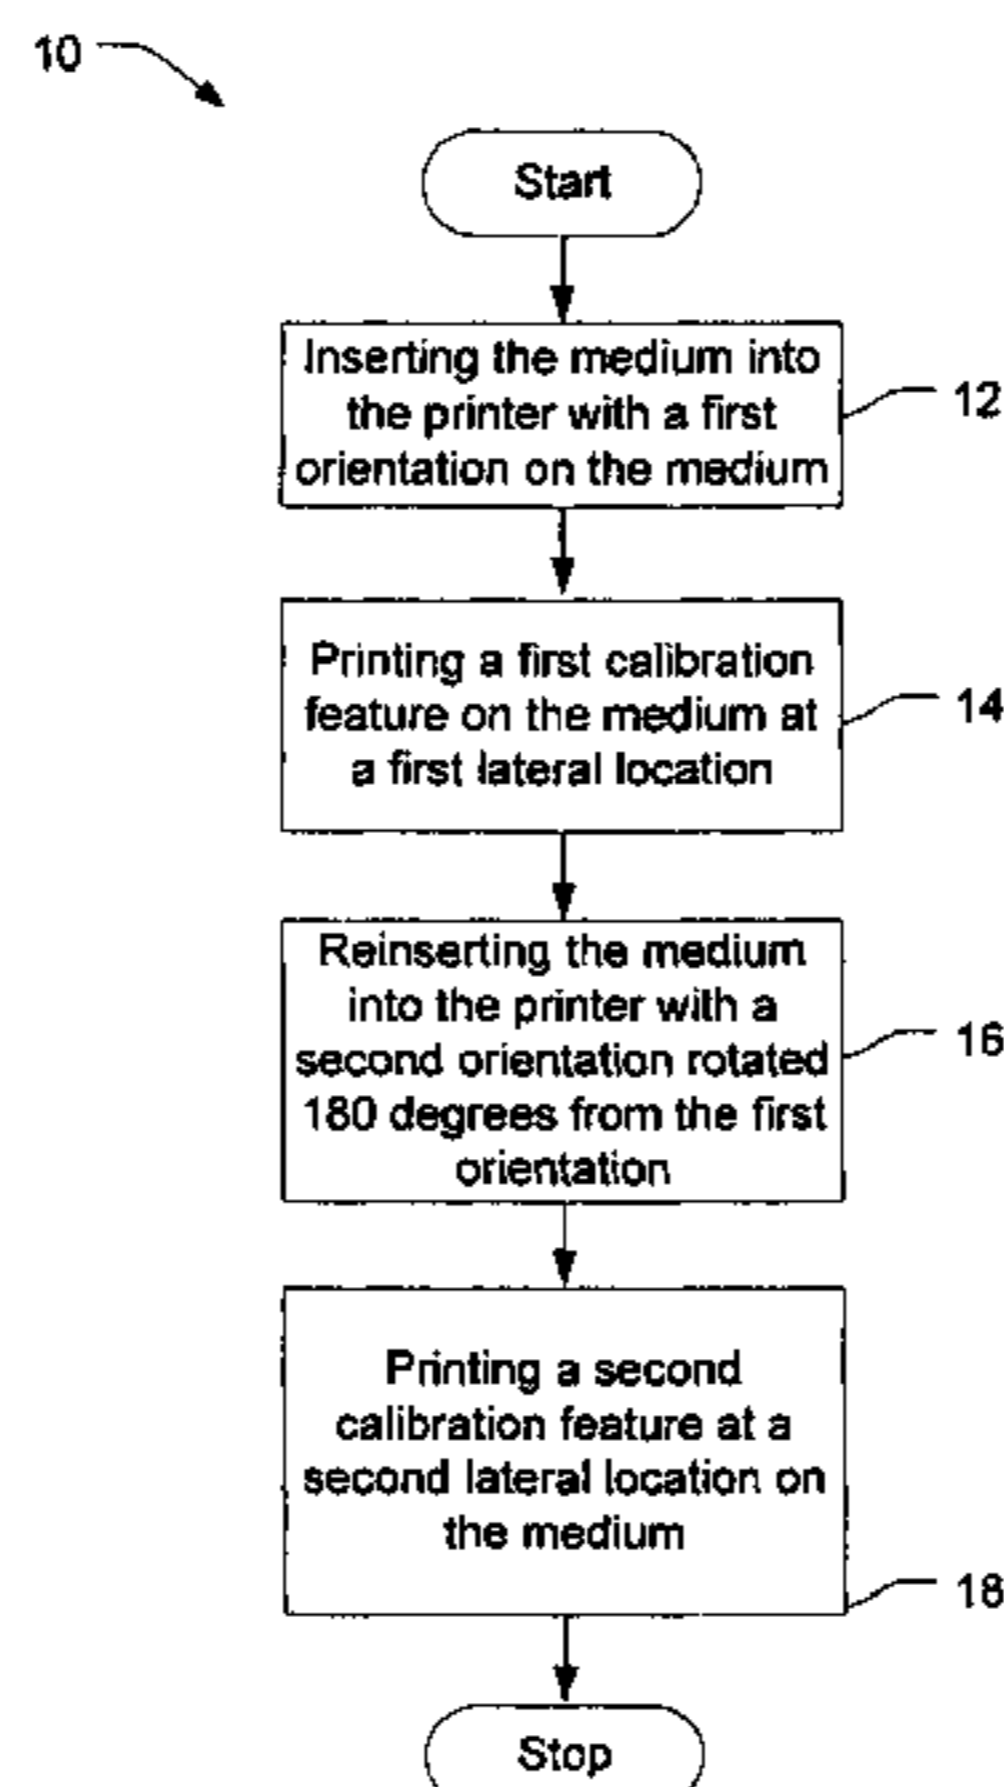 10
Start
Inserting the medium into
the printer with a first
orientation on the medium
12
Printing a first calibration
feature on the medium at
a first lateral location
14
Reinserting the medium
into the printer with a
second orientation rotated
180 degrees from the first
orientation
16
Printing a second
calibration feature at a
second lateral location on
the medium
18
Stop